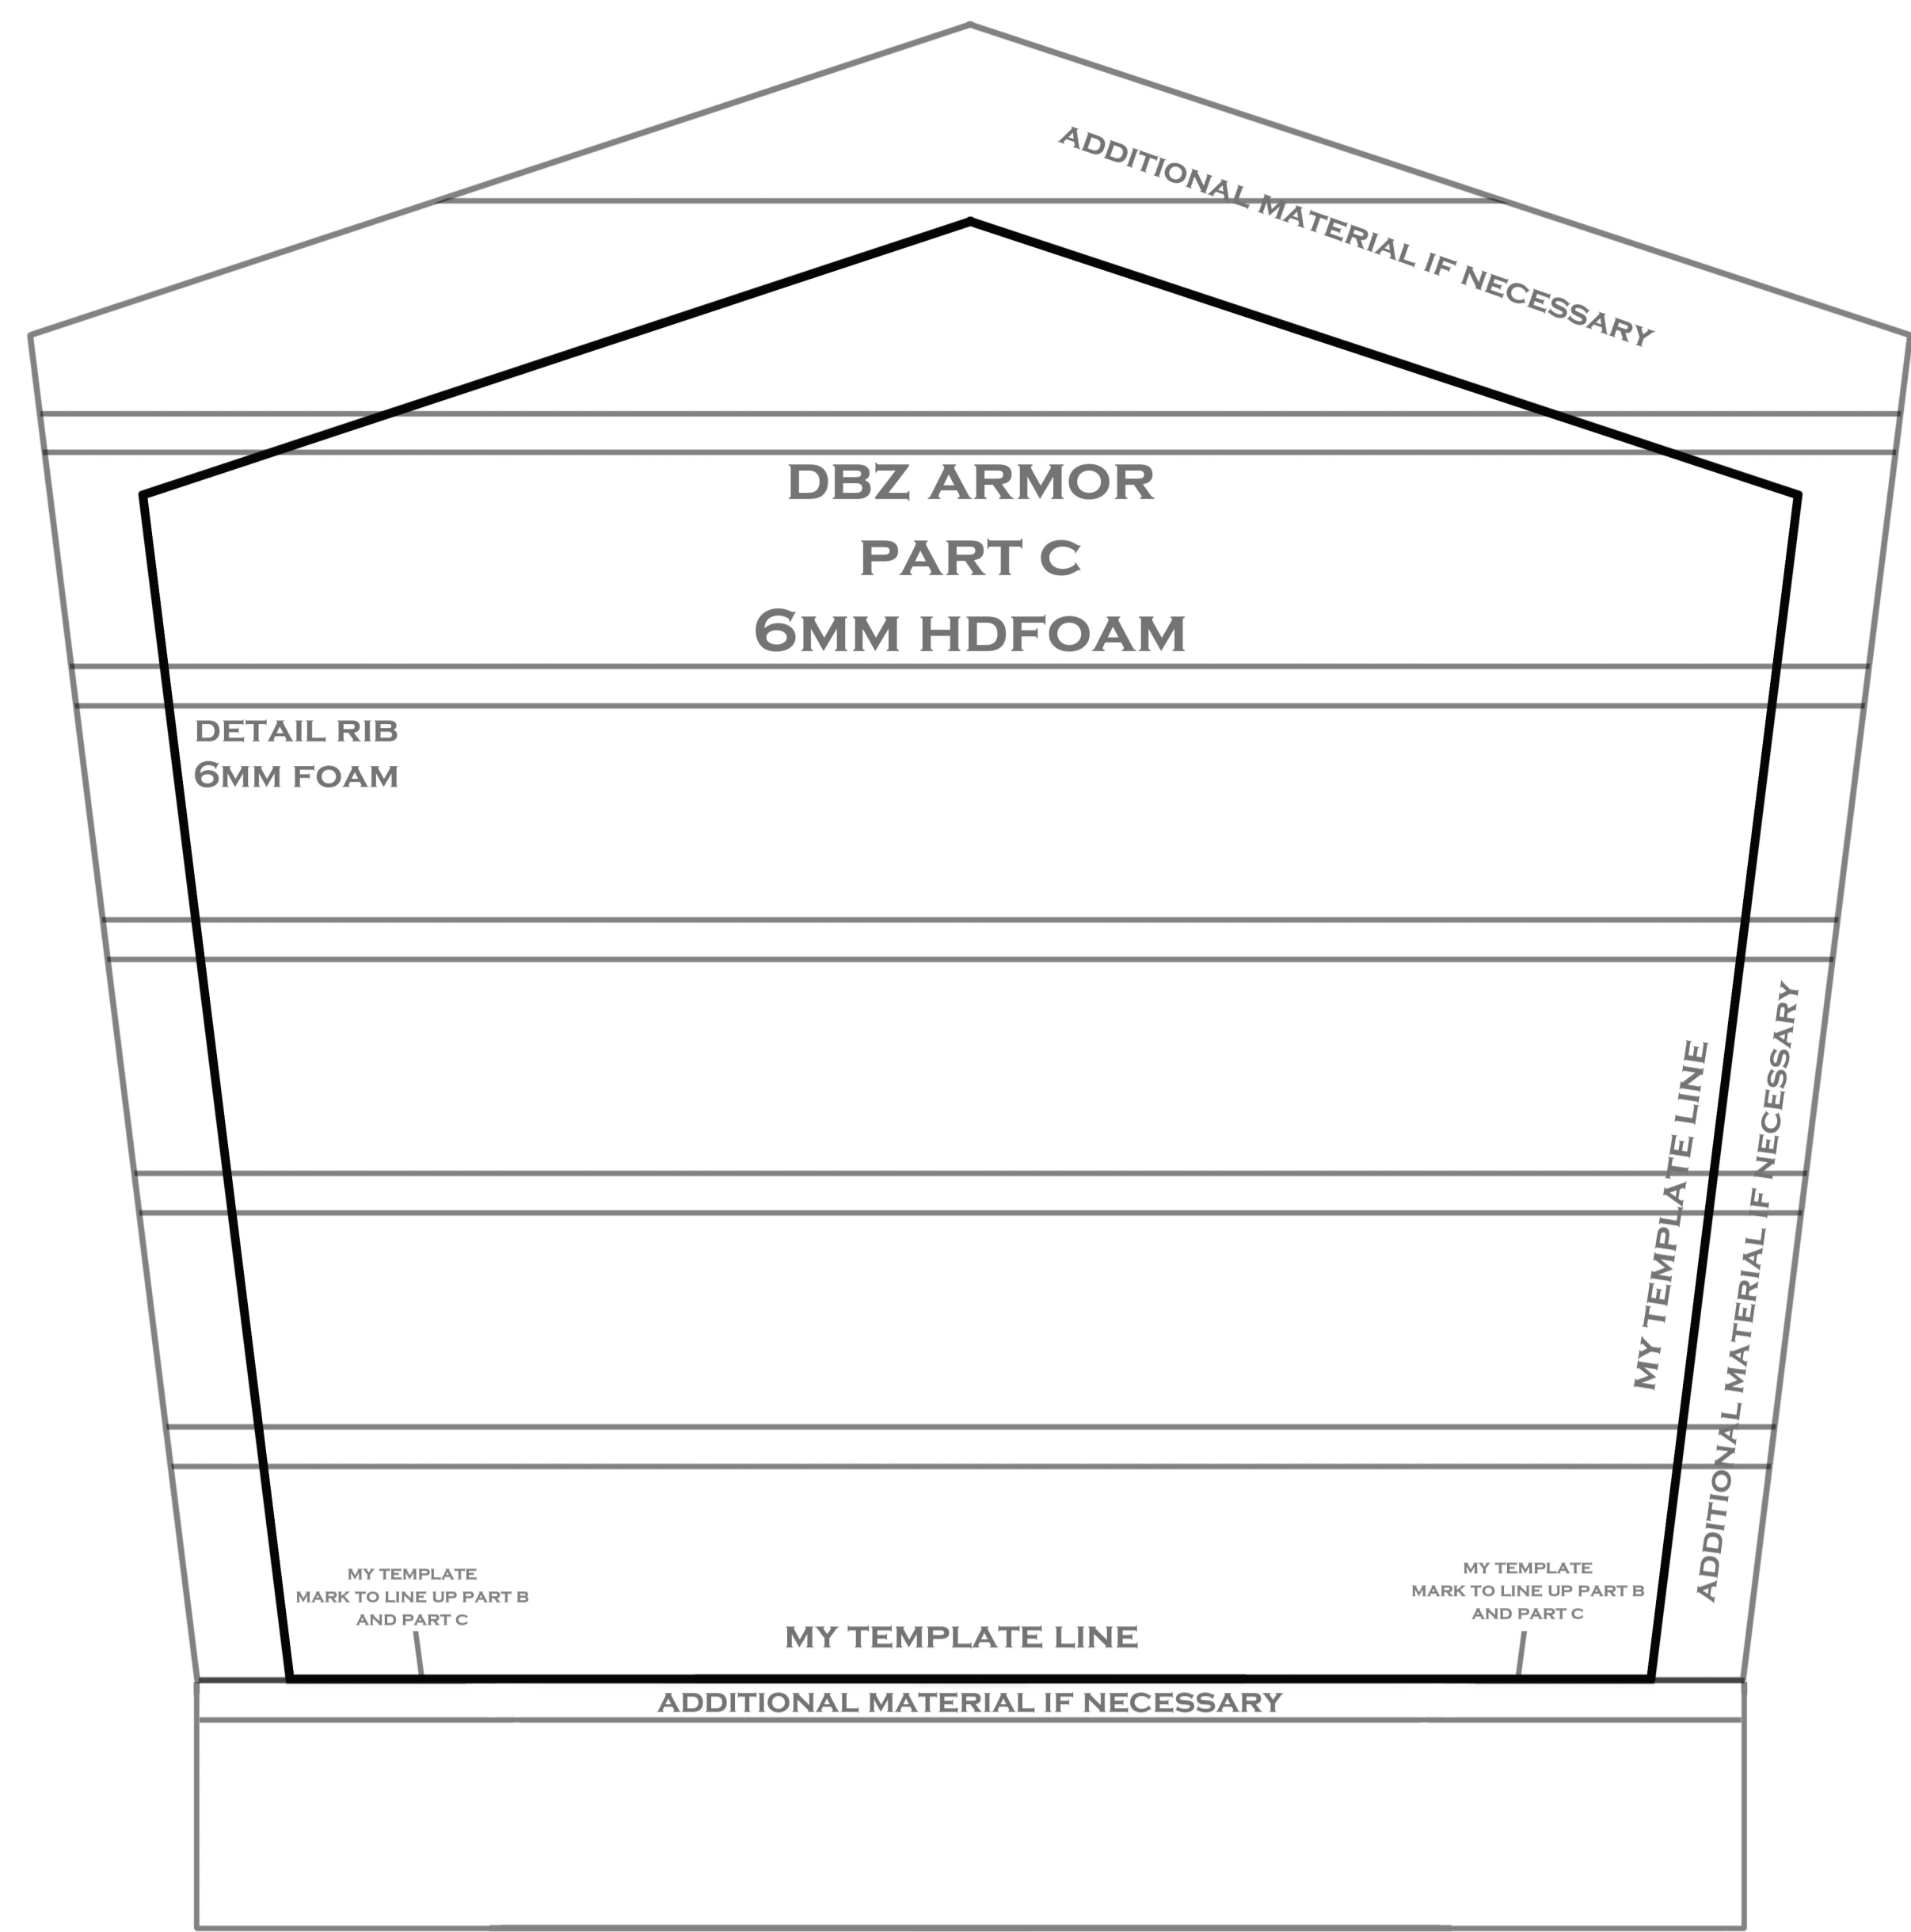 ADDITIONAL MATERIAL IF NECESSARY
DBZ ARMOR
PART C
6MM HDFOAM
DETAIL RIB
6MM FOAM
MY TEMPLATE LINE
ADDITIONAL MATERIAL IF NECESSARY
MY TEMPLATE
MARK TO LINE UP PART B
AND PART C
MY TEMPLATE
MARK TO LINE UP PART B
AND PART C
MY TEMPLATE LINE
ADDITIONAL MATERIAL IF NECESSARY